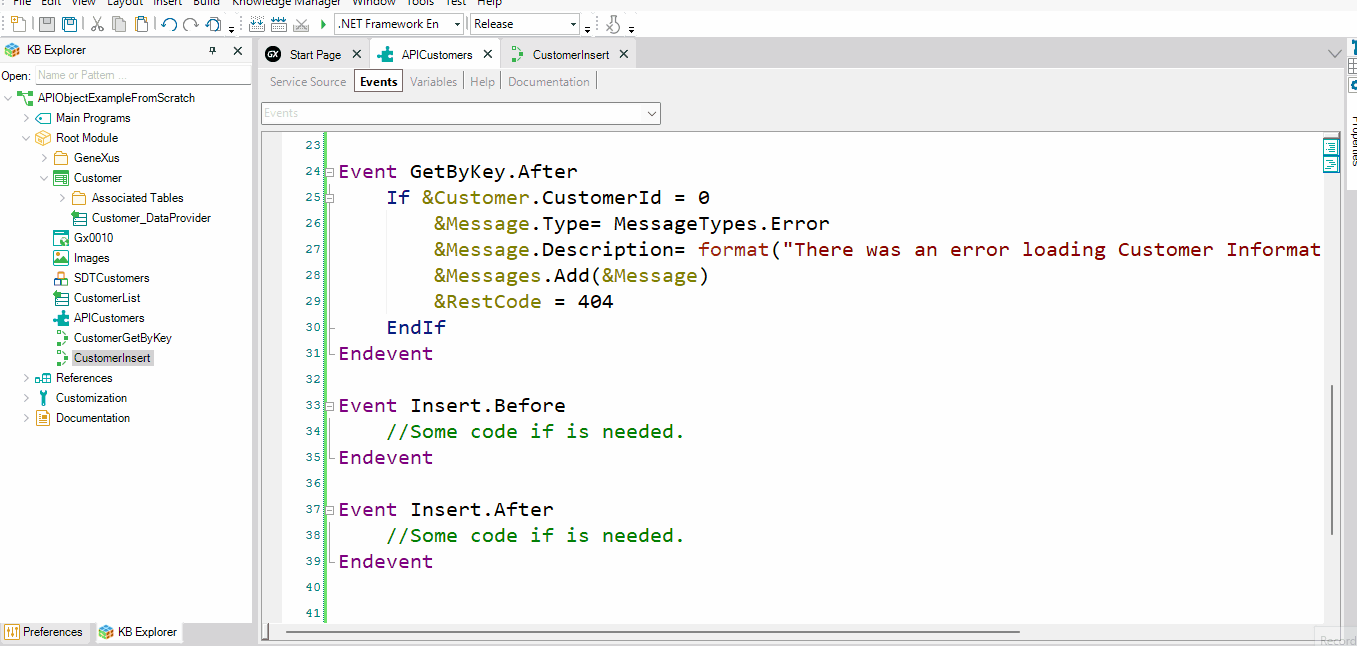 File Edit View Layout Insert Build Knowledge Manager Window Tools Test Help
.NET Framework En Release
KB Explorer
Open: Name or Pattern ...
APIObjectExampleFromScratch
Main Programs
Root Module
GeneXus
Customer
Associated Tables
Customer_DataProvider
Gx0010
Images
SDTCustomers
CustomerList
APICustomers
CustomerGetByKey
CustomerInsert
References
Customization
Documentation
Preferences KB Explorer
GX Start Page APICustomers CustomerInsert
Service Source Events Variables Help Documentation
Events
23
24 Event GetByKey.After
25 If &Customer.CustomerId = 0
26 &Message.Type= MessageTypes.Error
27 &Message.Description= format("There was an error loading Customer Informat
28 &Messages.Add(&Message)
29 &RestCode = 404
30 EndIf
31 Endevent
32
33 Event Insert.Before
34 //Some code if is needed.
35 Endevent
36
37 Event Insert.After
38 //Some code if is needed.
39 Endevent
40
41
Properties
Record